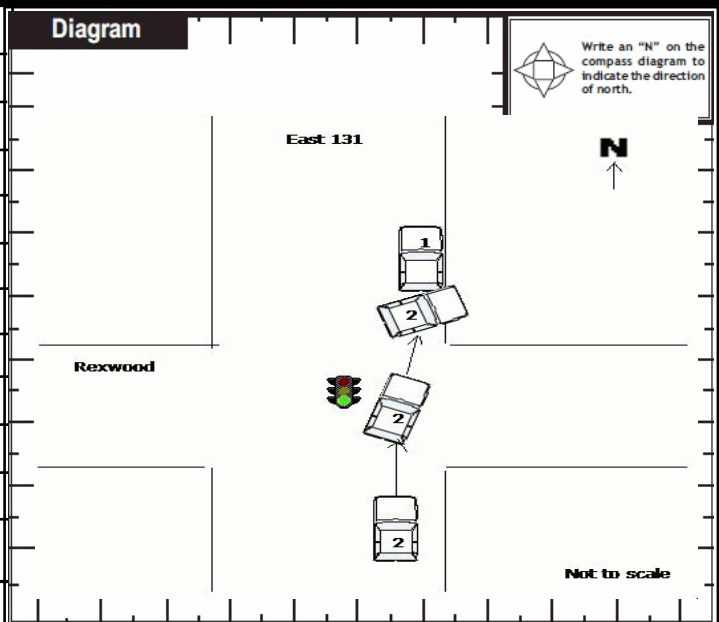 Diagram
Write an “N” on the
compass diagram to
indicate the direction
of north.
East 131
N
1
2
Rexwood
2
2
Not to scale